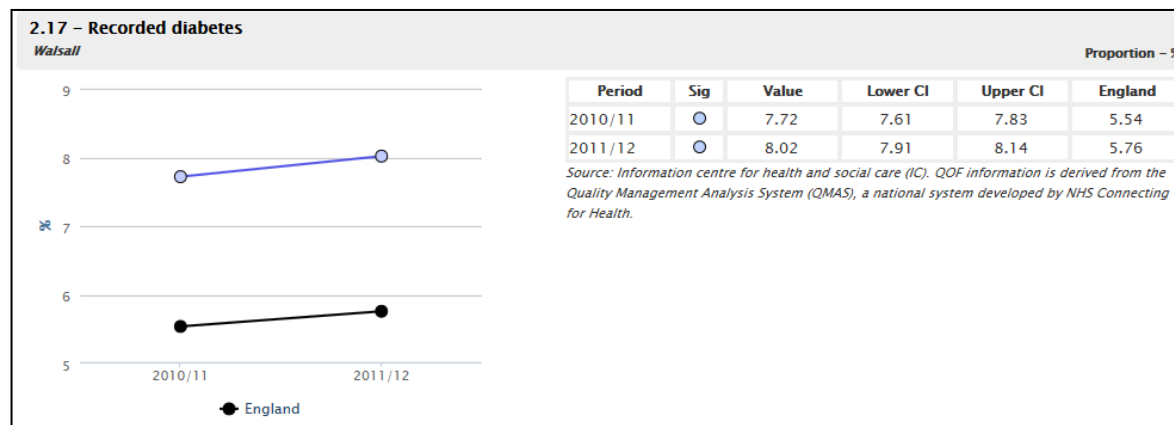 2.17 – Recorded diabetes
Walsall
Proportion – %
9
8
7
6
5
%
2010/11 2011/12
England
Period Sig Value Lower CI Upper CI England
2010/11 7.72 7.61 7.83 5.54
2011/12 8.02 7.91 8.14 5.76
Source: Information centre for health and social care (IC). QOF information is derived from the
Quality Management Analysis System (QMAS), a national system developed by NHS Connecting
for Health.